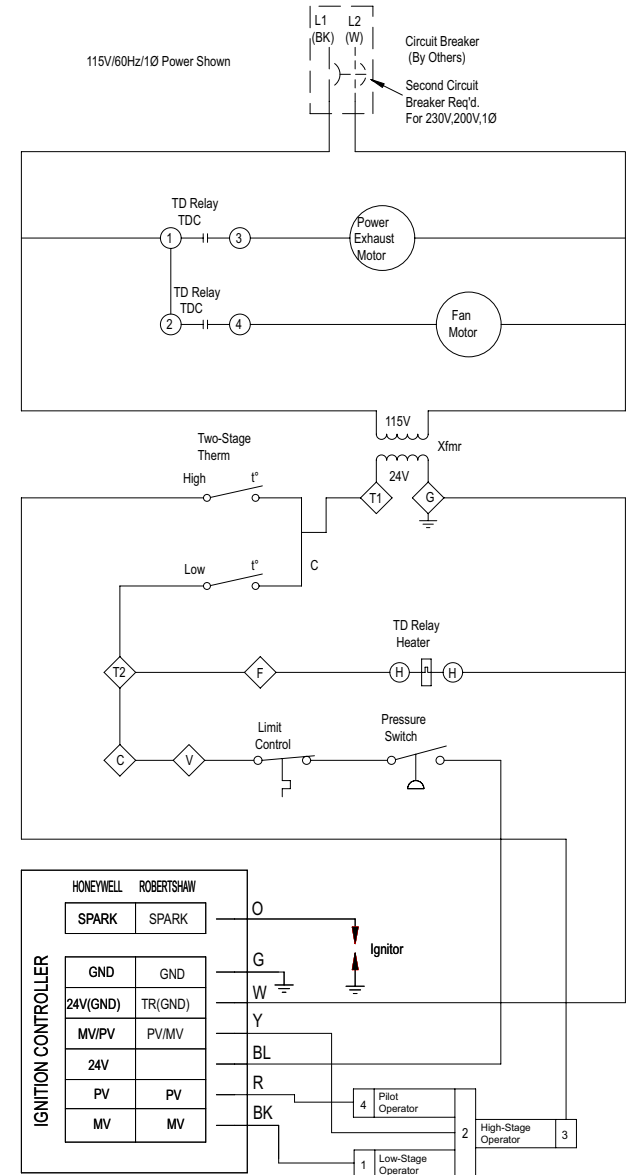 L1 L2
(BK) (W)
115V/60Hz/1Ø Power Shown
Circuit Breaker
(By Others)
Second Circuit
Breaker Req'd.
For 230V,200V,1Ø
TD Relay
TDC
1
3
Power
Exhaust
Motor
TD Relay
TDC
2
4
Fan
Motor
115V
Xfmr
24V
T1
G
Two-Stage
Therm
High
t°
C
Low
t°
TD Relay
Heater
T2
F
H
H
Limit
Control
Pressure
Switch
C
V
IGNITION CONTROLLER
HONEYWELL ROBERTSHAW
SPARK SPARK O
Ignitor
GND GND G
24V(GND) TR(GND) W
MV/PV PV/MV Y
24V BL
PV PV R
MV MV BK
4 Pilot
Operator
2
High-Stage
Operator
3
1 Low-Stage
Operator